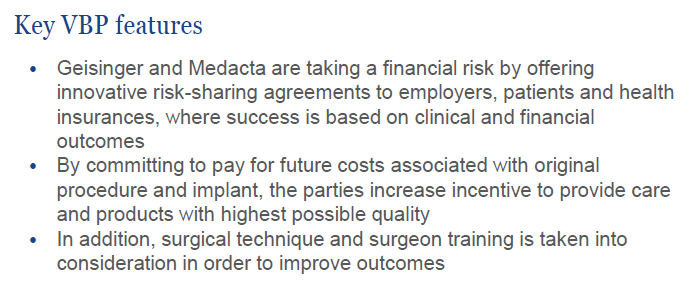 Key VBP features
• Geisinger and Medacta are taking a financial risk by offering
innovative risk-sharing agreements to employers, patients and health
insurances, where success is based on clinical and financial
outcomes
• By committing to pay for future costs associated with original
procedure and implant, the parties increase incentive to provide care
and products with highest possible quality
• In addition, surgical technique and surgeon training is taken into
consideration in order to improve outcomes